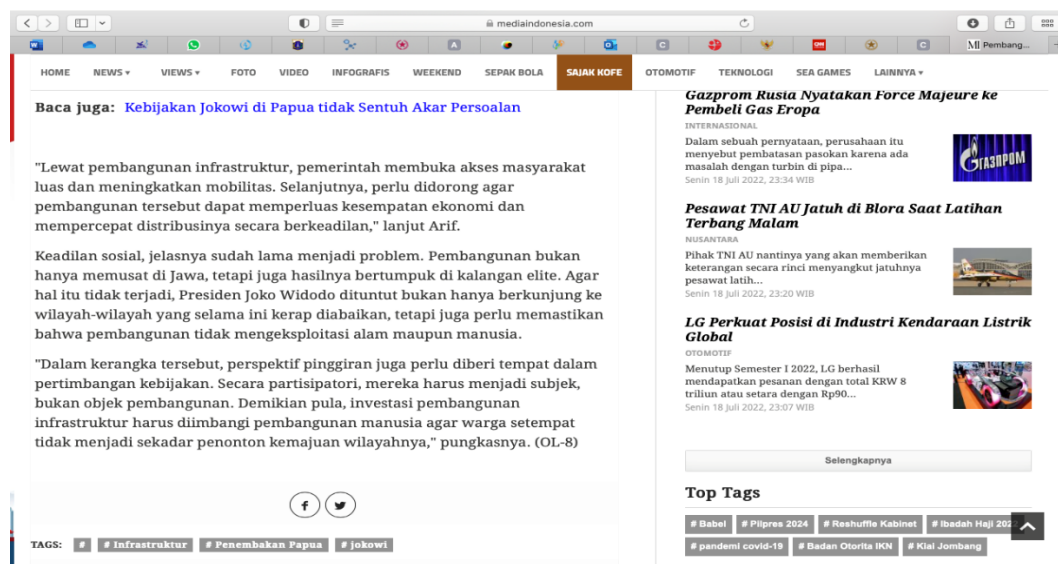 mediaindonesia.com
MI Pembang...
HOME NEWS VIEWS FOTO VIDEO INFOGRAFIS WEEKEND SEPAK BOLA SAJAK KOFE OTOMOTIF TEKNOLOGI SEA GAMES LAINNYA
Baca juga: Kebijakan Jokowi di Papua tidak Sentuh Akar Persoalan
"Lewat pembangunan infrastruktur, pemerintah membuka akses masyarakat
luas dan meningkatkan mobilitas. Selanjutnya, perlu didorong agar
pembangunan tersebut dapat memperluas kesempatan ekonomi dan
mempercepat distribusinya secara berkeadilan," lanjut Arif.
Keadilan sosial, jelasnya sudah lama menjadi problem. Pembangunan bukan
hanya memusat di Jawa, tetapi juga hasilnya bertumpuk di kalangan elite. Agar
hal itu tidak terjadi, Presiden Joko Widodo dituntut bukan hanya berkunjung ke
wilayah-wilayah yang selama ini kerap diabaikan, tetapi juga perlu memastikan
bahwa pembangunan tidak mengeksploitasi alam maupun manusia.
"Dalam kerangka tersebut, perspektif pinggiran juga perlu diberi tempat dalam
pertimbangan kebijakan. Secara partisipatori, mereka harus menjadi subjek,
bukan objek pembangunan. Demikian pula, investasi pembangunan
infrastruktur harus diimbangi pembangunan manusia agar warga setempat
tidak menjadi sekadar penonton kemajuan wilayahnya," pungkasnya. (OL-8)
TAGS: # # Infrastruktur # Penembakan Papua # jokowi
Gazprom Rusia Nyatakan Force Majeure ke
Pembeli Gas Eropa
INTERNASIONAL
Dalam sebuah pernyataan, perusahaan itu
menyebut pembatasan pasokan karena ada
masalah dengan turbin di pipa...
Senin 18 Juli 2022, 23:34 WIB
ГАЗПРОМ
Pesawat TNI AU Jatuh di Blora Saat Latihan
Terbang Malam
NUSANTARA
Pihak TNI AU nantinya yang akan memberikan
keterangan secara rinci menyangkut jatuhnya
pesawat latih...
Senin 18 Juli 2022, 23:20 WIB
LG Perkuat Posisi di Industri Kendaraan Listrik
Global
OTOMOTIF
Menutup Semester I 2022, LG berhasil
mendapatkan pesanan dengan total KRW 8
triliun atau setara dengan Rp90...
Senin 18 Juli 2022, 23:07 WIB
Selengkapnya
Top Tags
# Babel # Pilpres 2024 # Reshuffle Kabinet # Ibadah Haji 2022
# pandemi covid-19 # Badan Otorita IKN # Kiai Jombang